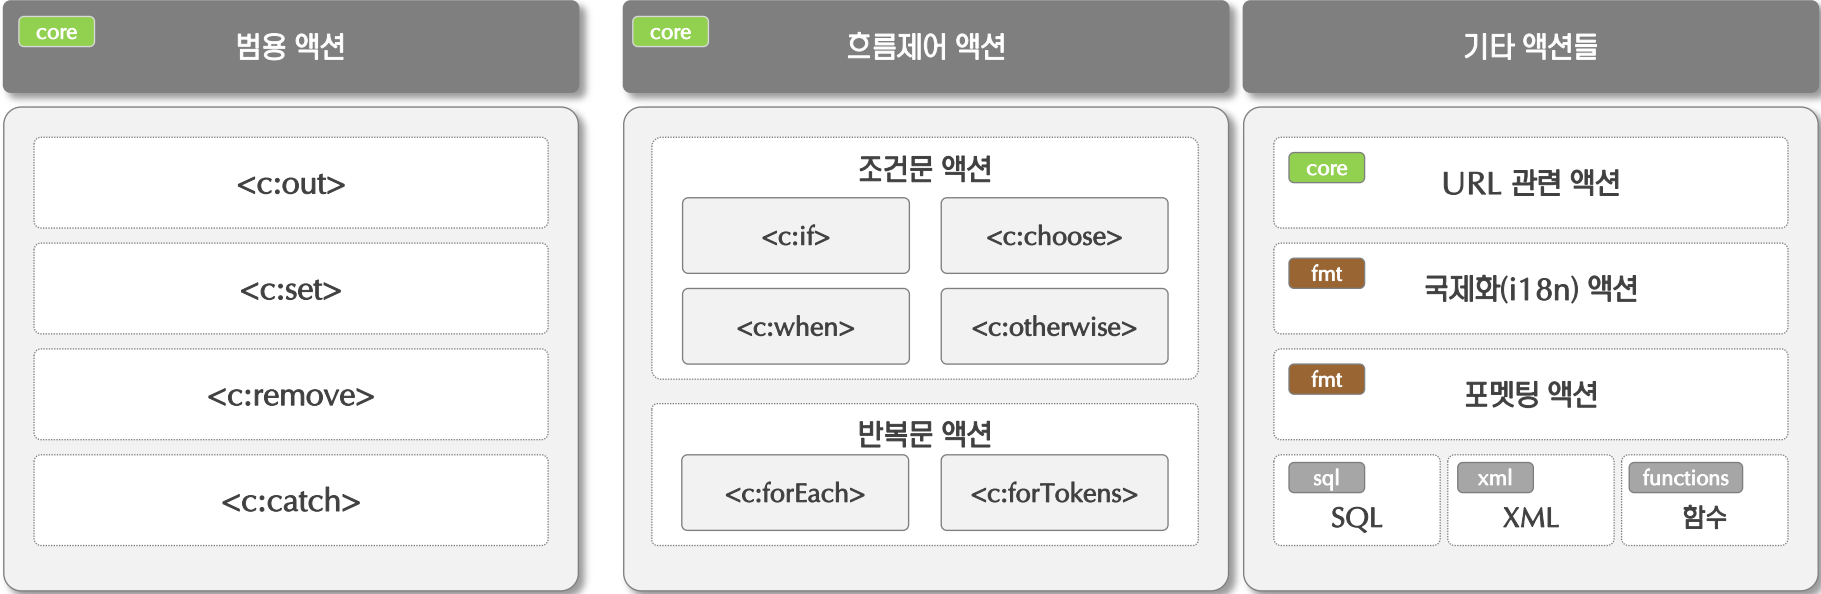 core
범용 액션
<c:out>
<c:set>
<c:remove>
<c:catch>
core
흐름제어 액션
조건문 액션
<c:if>
<c:choose>
<c:when>
<c:otherwise>
반복문 액션
<c:forEach>
<c:forTokens>
기타 액션들
core
URL 관련 액션
fmt
국제화(i18n) 액션
fmt
포멧팅 액션
sql
SQL
xml
XML
functions
함수